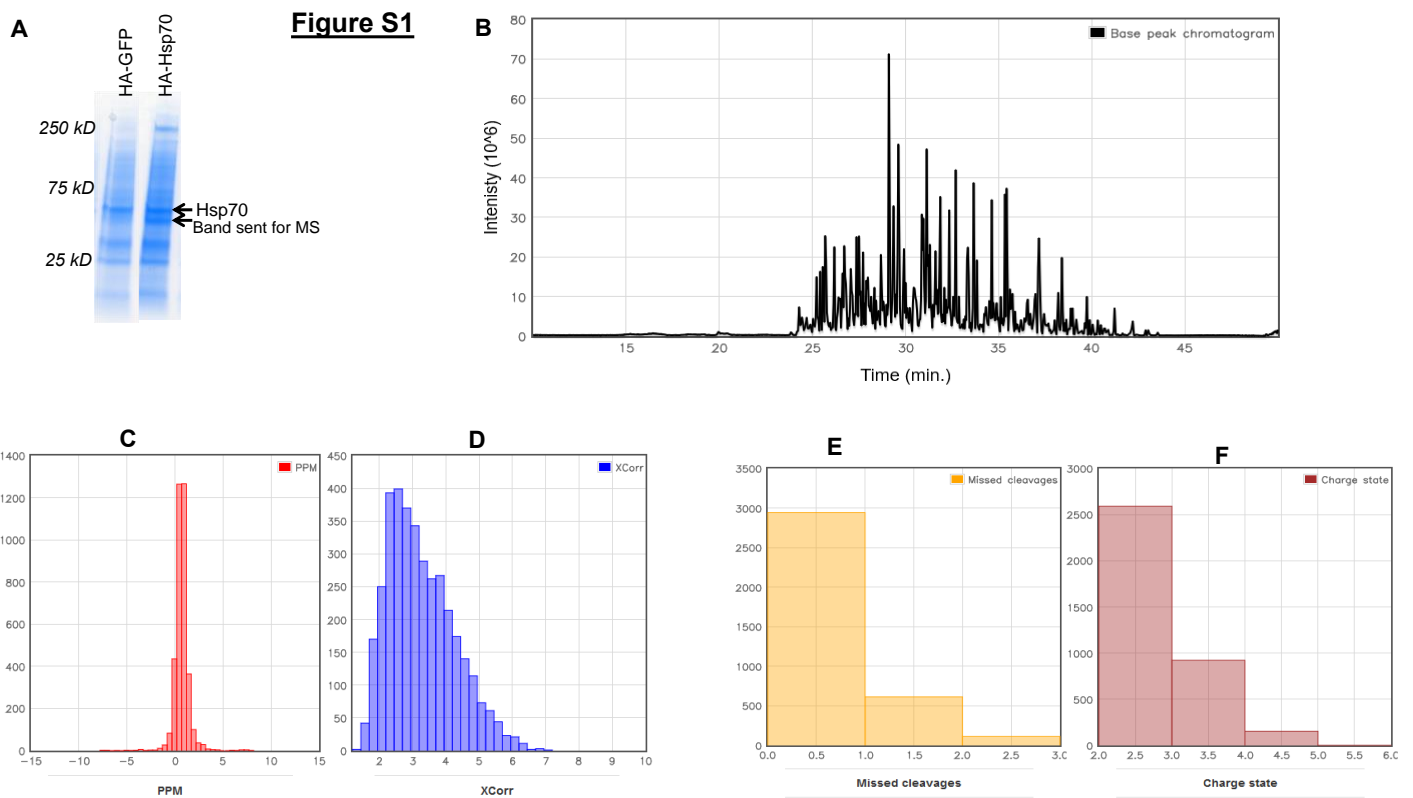 Figure S1
A
HA-GFP
HA-Hsp70
250 kD
75 kD
25 kD
Hsp70
Band sent for MS
B
Base peak chromatogram
Intenisty (10^6)
80
70
60
50
40
30
20
10
0
15 20 25 30 35 40 45
Time (min.)
C
PPM
1400
1200
1000
800
600
400
200
0
−15 −10 −5 0 5 10 15
PPM
D
XCorr
450
400
350
300
250
200
150
100
50
0
2 3 4 5 6 7 8 9 10
XCorr
E
Missed cleavages
3500
3000
2500
2000
1500
1000
500
0
0.0 0.5 1.0 1.5 2.0 2.5 3.0
Missed cleavages
F
Charge state
3000
2500
2000
1500
1000
500
0
2.0 2.5 3.0 3.5 4.0 4.5 5.0 5.5 6.0
Charge state